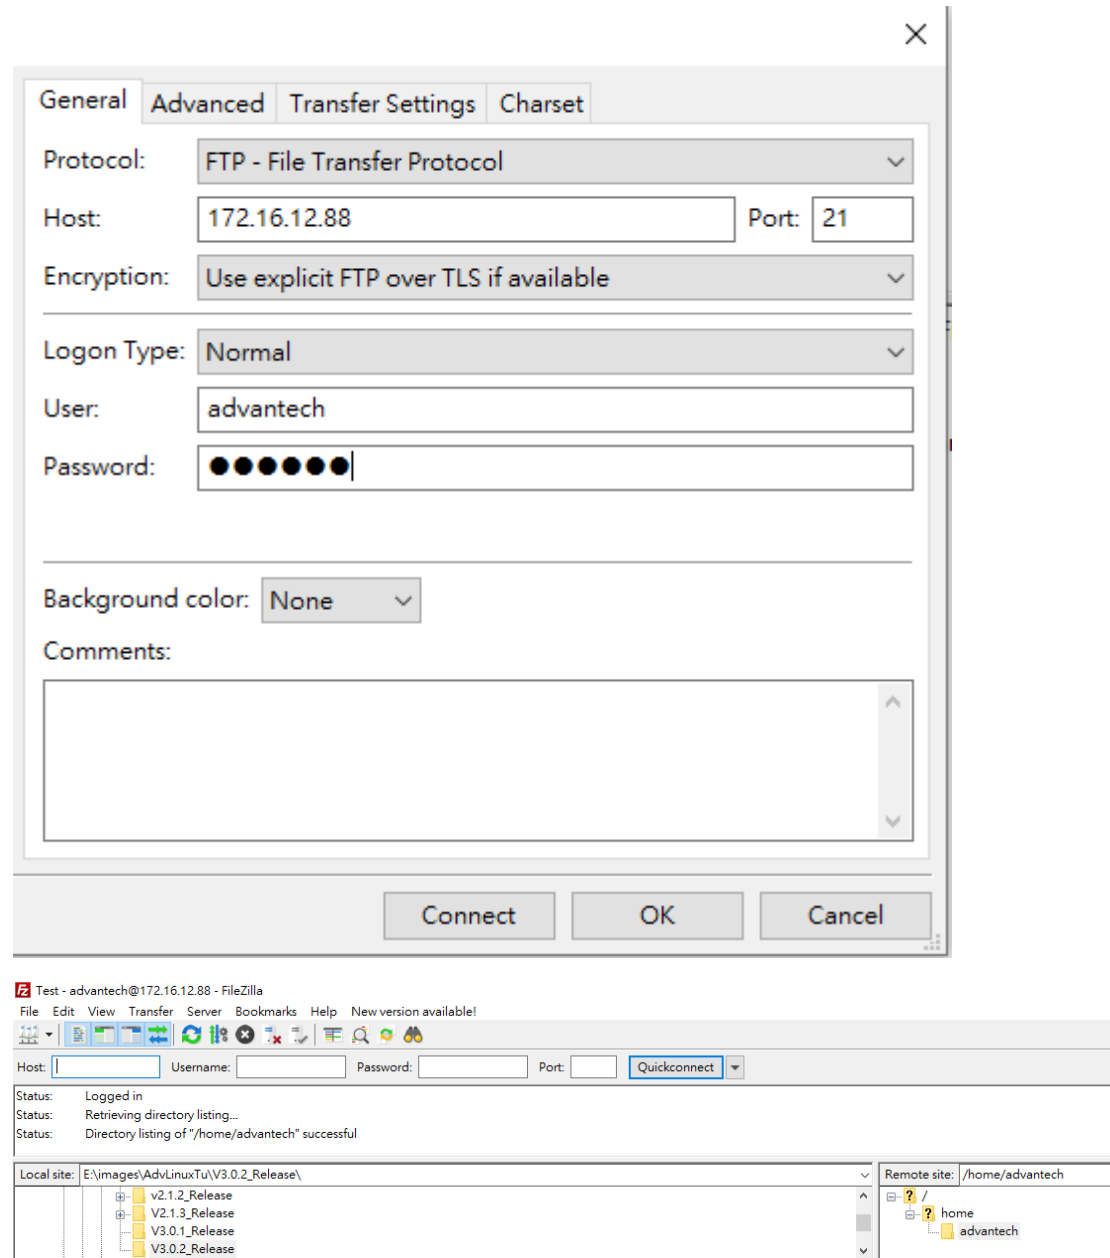 General Advanced Transfer Settings Charset
Protocol: FTP - File Transfer Protocol
Host: 172.16.12.88 Port: 21
Encryption: Use explicit FTP over TLS if available
Logon Type: Normal
User: advantech
Password: ●●●●●●
Background color: None
Comments:
Connect OK Cancel
Test - advantech@172.16.12.88 - FileZilla
File Edit View Transfer Server Bookmarks Help New version available!
Host: Username: Password: Port: Quickconnect
Status: Logged in
Status: Retrieving directory listing...
Status: Directory listing of "/home/advantech" successful
Local site: E:\images\AdvLinuxTu\V3.0.2_Release\ Remote site: /home/advantech
v2.1.2_Release /
V2.1.3_Release home
V3.0.1_Release advantech
V3.0.2_Release